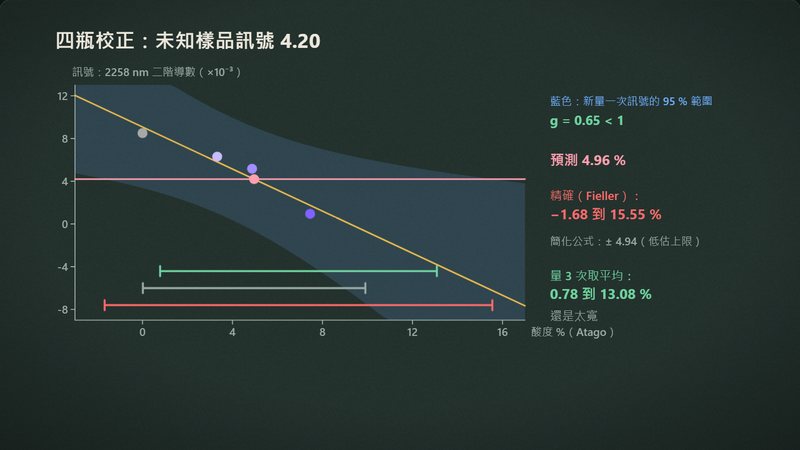 四瓶校正：未知樣品訊號 4.20
訊號：2258 nm 二階導數（×10⁻³）
藍色：新量一次訊號的 95 % 範圍
g = 0.65 < 1
預測 4.96 %
精確（Fieller）：
−1.68 到 15.55 %
簡化公式：± 4.94（低估上限）
量 3 次取平均：
0.78 到 13.08 %
還是太寬
12
8
4
0
-4
-8
0 4 8 12 16
酸度 %（Atago）